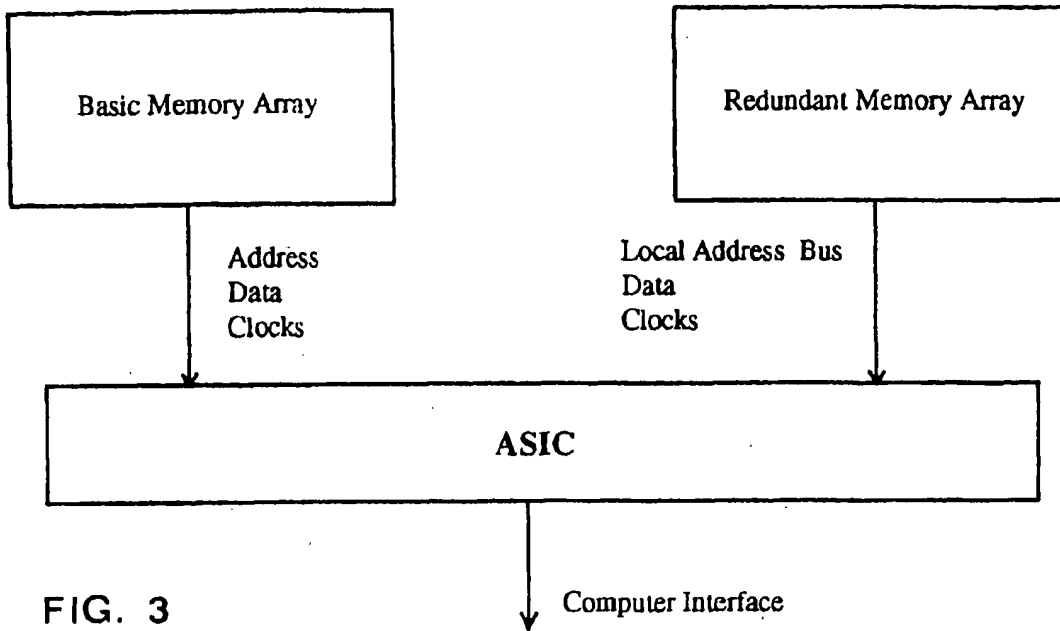 Basic Memory Array
Redundant Memory Array
Address
Data
Clocks
Local Address Bus
Data
Clocks
ASIC
Computer Interface
FIG. 3